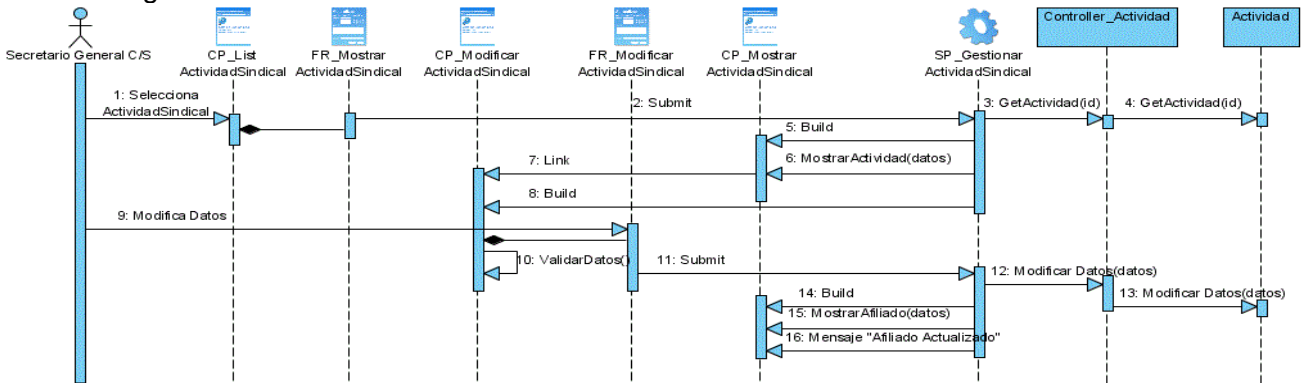 Controller_Actividad
Actividad
Secretario General C/S
CP_List
ActividadSindical
FR_Mostrar
ActividadSindical
CP_Modificar
ActividadSindical
FR_Modificar
ActividadSindical
CP_Mostrar
ActividadSindical
SP_Gestionar
ActividadSindical
1: Selecciona
ActividadSindical
2: Submit
3: GetActividad(id)
4: GetActividad(id)
5: Build
6: MostrarActividad(datos)
7: Link
8: Build
9: Modifica Datos
10: ValidarDatos()
11: Submit
12: Modificar Datos(datos)
13: Modificar Datos(datos)
14: Build
15: MostrarAfiliado(datos)
16: Mensaje "Afiliado Actualizado"